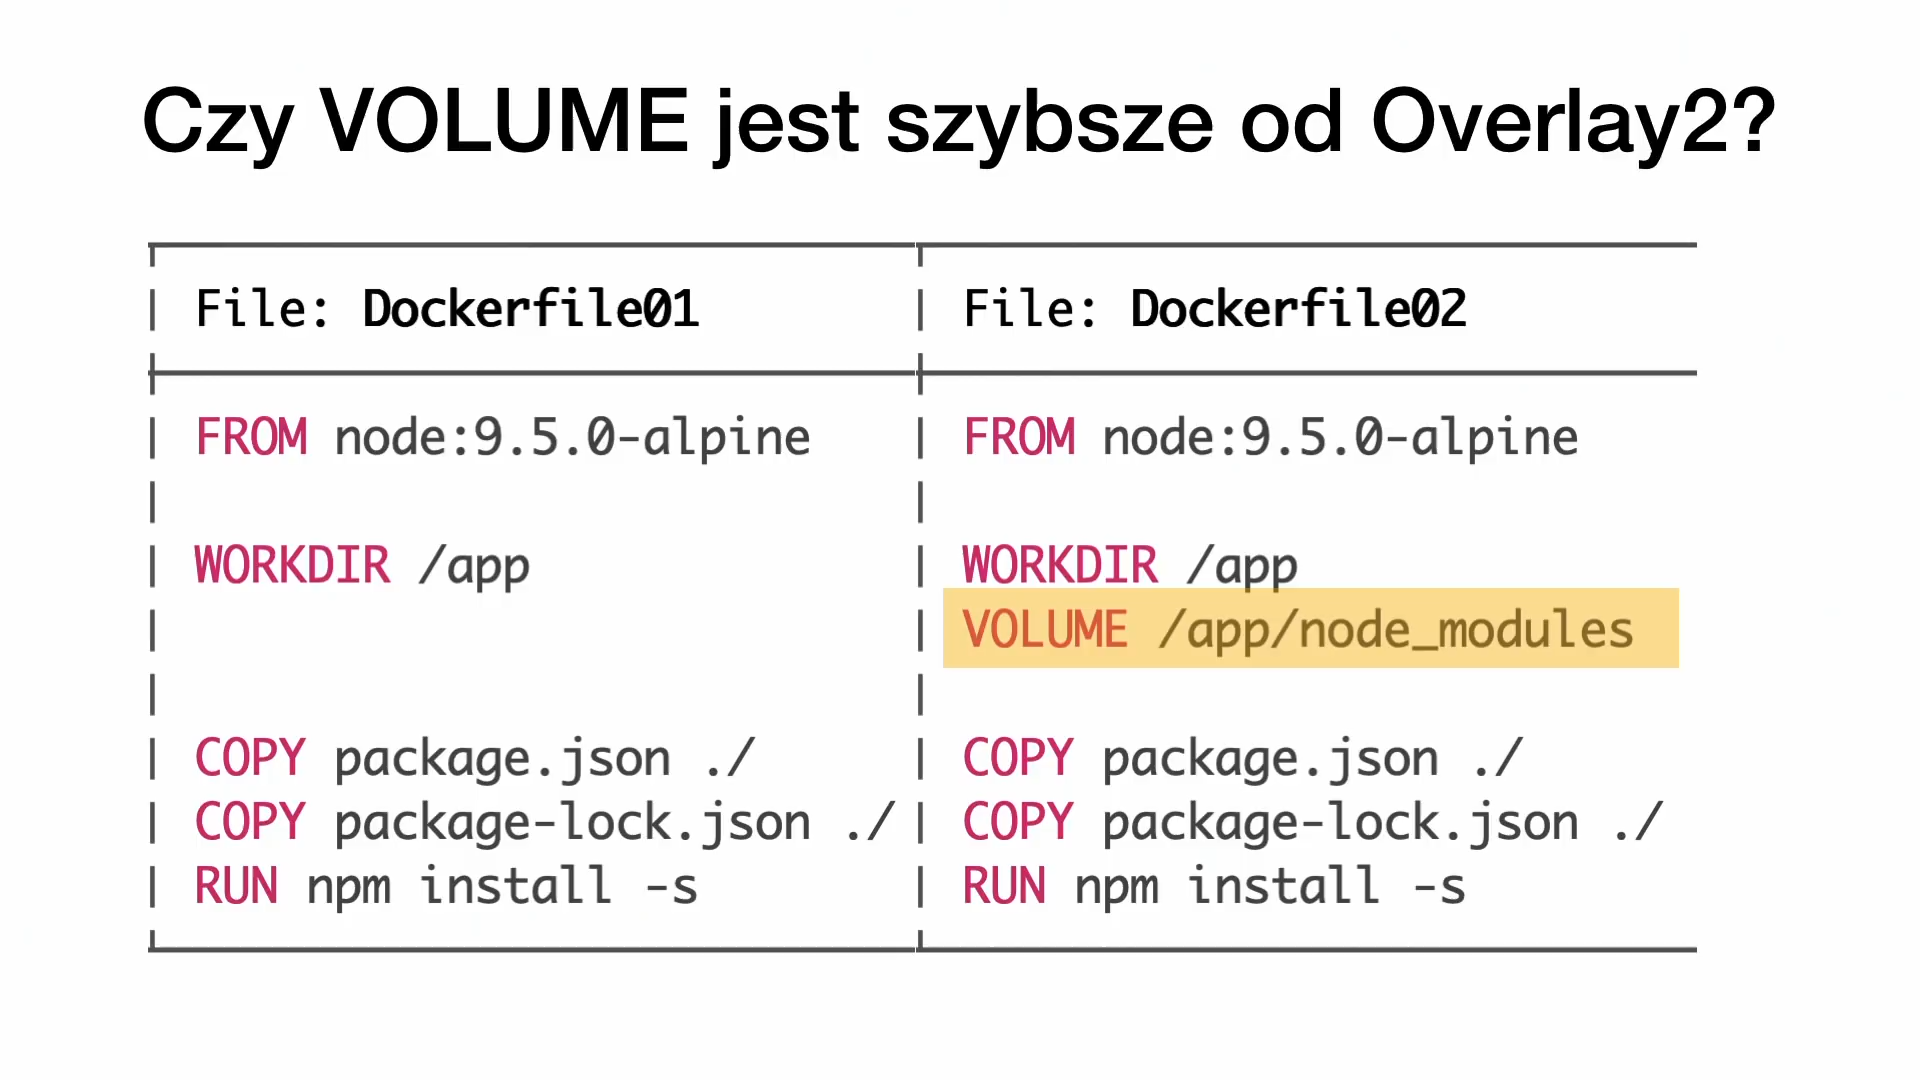 Czy VOLUME jest szybsze od Overlay2?
File: Dockerfile01
FROM node:9.5.0-alpine
WORKDIR /app
COPY package.json ./
COPY package-lock.json ./
RUN npm install -s
File: Dockerfile02
FROM node:9.5.0-alpine
WORKDIR /app
VOLUME /app/node_modules
COPY package.json ./
COPY package-lock.json ./
RUN npm install -s